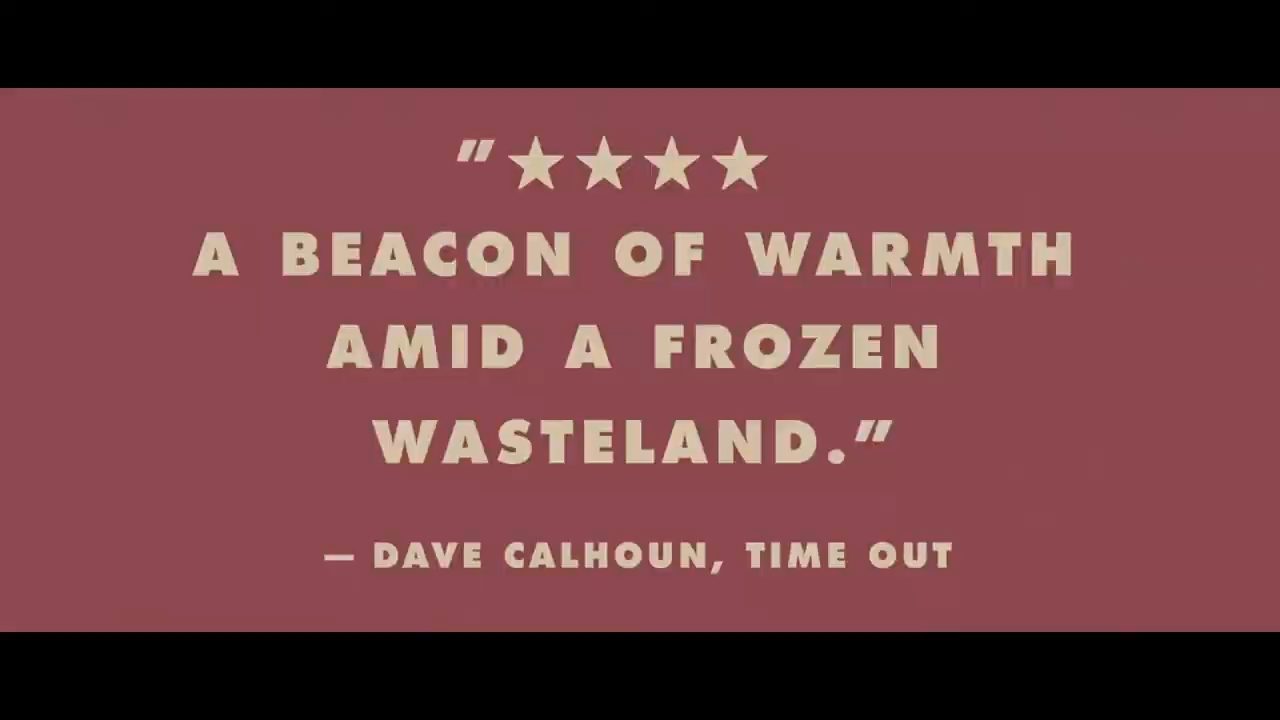 "★★★★
A BEACON OF WARMTH
AMID A FROZEN
WASTELAND."
— DAVE CALHOUN, TIME OUT